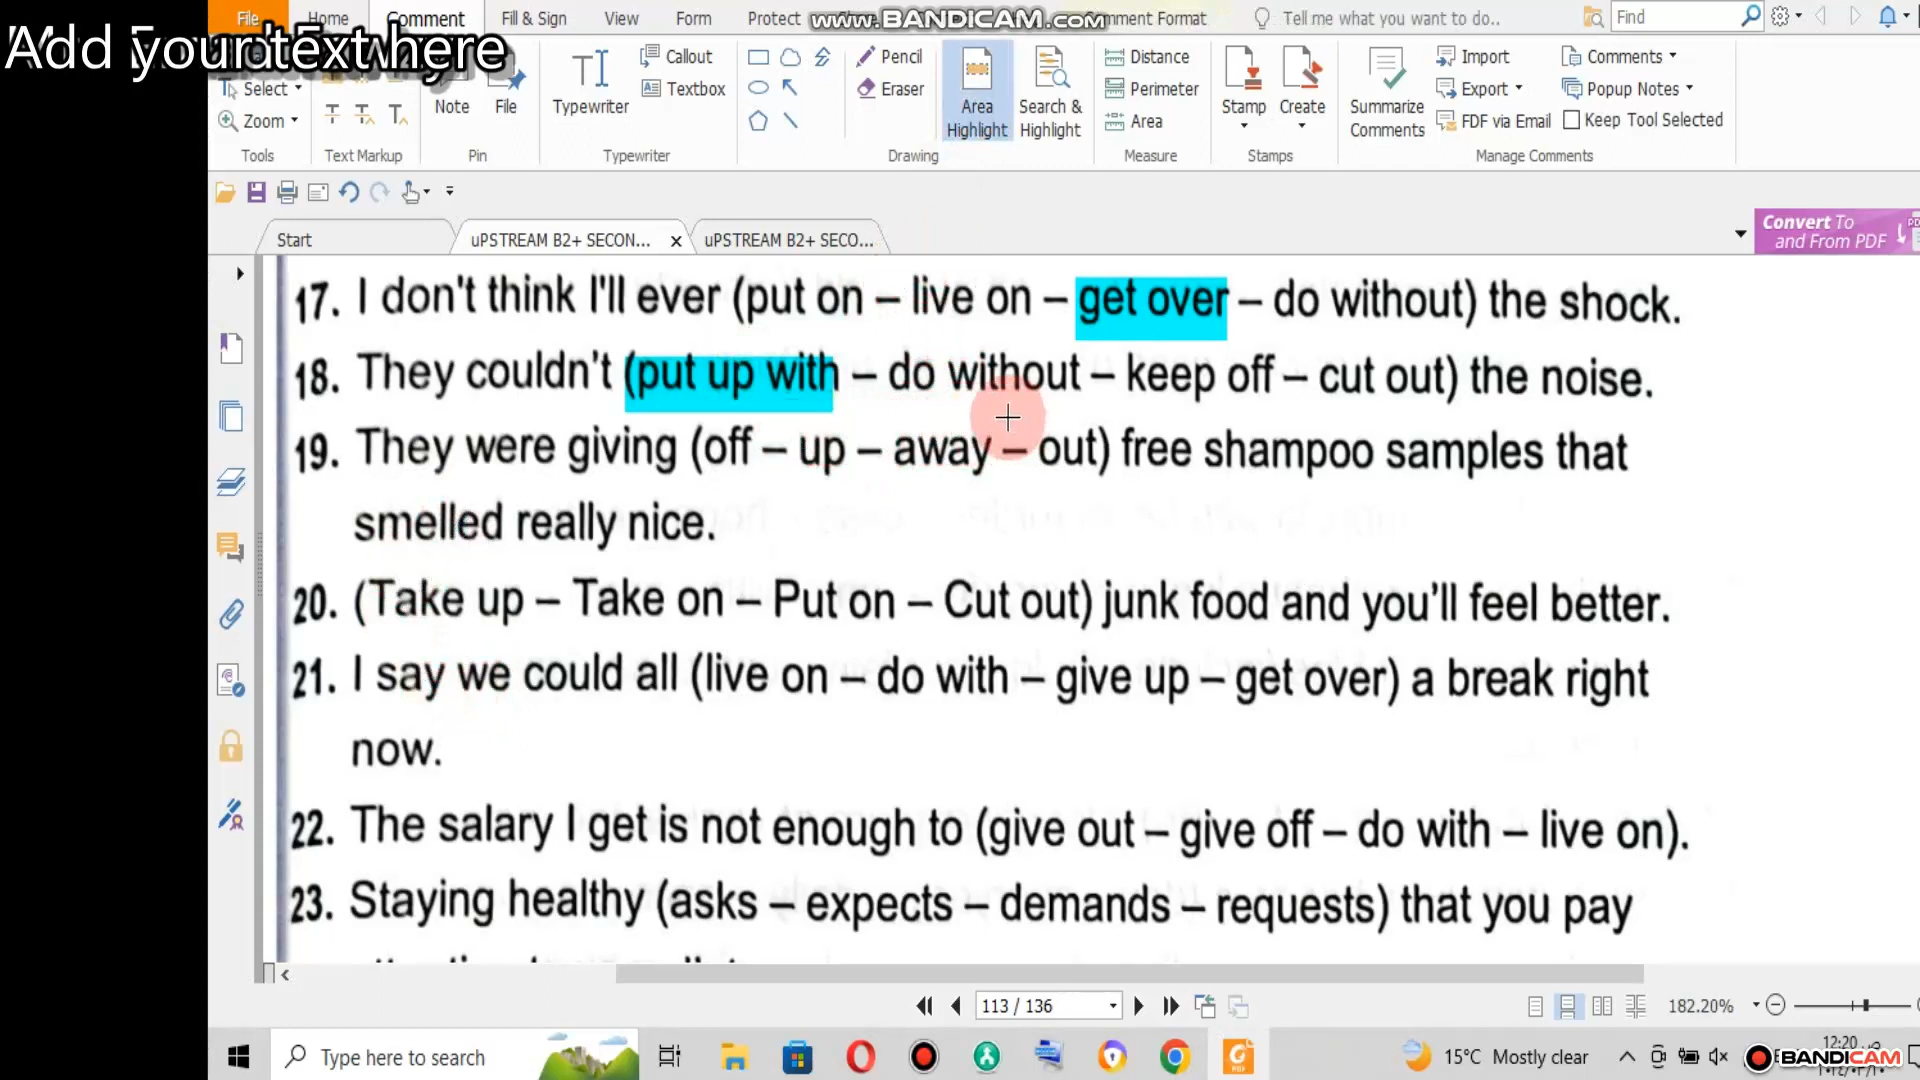 File Home Comment Fill & Sign View Form Protect www.BANDICAM.com Comment Format Tell me what you want to do.. Find
Add your text here
Select Zoom Note File Typewriter Callout Textbox Pencil Eraser Area Highlight Search & Highlight Distance Perimeter Area Stamp Create Summarize Comments Import Export FDF via Email Comments Popup Notes Keep Tool Selected
Tools Text Markup Pin Typewriter Drawing Measure Stamps Manage Comments
Start uPSTREAM B2+ SECON... uPSTREAM B2+ SECO... Convert To and From PDF
17. I don't think I'll ever (put on – live on – get over – do without) the shock.
18. They couldn't (put up with – do without – keep off – cut out) the noise.
19. They were giving (off – up – away – out) free shampoo samples that
smelled really nice.
20. (Take up – Take on – Put on – Cut out) junk food and you'll feel better.
21. I say we could all (live on – do with – give up – get over) a break right
now.
22. The salary I get is not enough to (give out – give off – do with – live on).
23. Staying healthy (asks – expects – demands – requests) that you pay
113 / 136 182.20%
Type here to search 15°C Mostly clear 12:20
BANDICAM